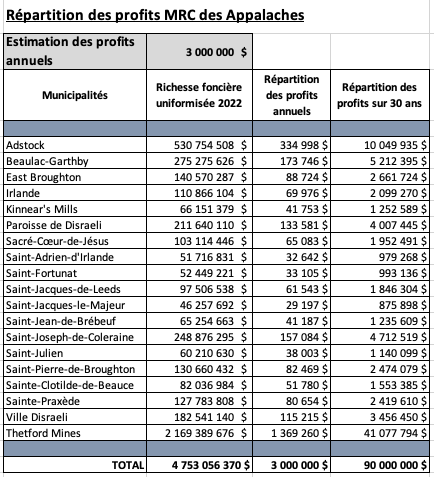 Répartition des profits MRC des Appalaches
Estimation des profits annuels 3 000 000 $
Municipalités Richesse foncière uniformisée 2022 Répartition des profits annuels Répartition des profits sur 30 ans
Adstock 530 754 508 $ 334 998 $ 10 049 935 $
Beaulac-Garthby 275 275 626 $ 173 746 $ 5 212 395 $
East Broughton 140 570 287 $ 88 724 $ 2 661 724 $
Irlande 110 866 104 $ 69 976 $ 2 099 270 $
Kinnear's Mills 66 151 379 $ 41 753 $ 1 252 589 $
Paroisse de Disraeli 211 640 110 $ 133 581 $ 4 007 445 $
Sacré-Cœur-de-Jésus 103 114 446 $ 65 083 $ 1 952 491 $
Saint-Adrien-d'Irlande 51 716 831 $ 32 642 $ 979 268 $
Saint-Fortunat 52 449 221 $ 33 105 $ 993 136 $
Saint-Jacques-de-Leeds 97 506 538 $ 61 543 $ 1 846 304 $
Saint-Jacques-le-Majeur 46 257 692 $ 29 197 $ 875 898 $
Saint-Jean-de-Brébeuf 65 254 663 $ 41 187 $ 1 235 609 $
Saint-Joseph-de-Coleraine 248 876 295 $ 157 084 $ 4 712 519 $
Saint-Julien 60 210 630 $ 38 003 $ 1 140 099 $
Saint-Pierre-de-Broughton 130 660 432 $ 82 469 $ 2 474 079 $
Sainte-Clotilde-de-Beauce 82 036 984 $ 51 780 $ 1 553 385 $
Sainte-Praxède 127 783 808 $ 80 654 $ 2 419 610 $
Ville Disraeli 182 541 140 $ 115 215 $ 3 456 450 $
Thetford Mines 2 169 389 676 $ 1 369 260 $ 41 077 794 $
TOTAL 4 753 056 370 $ 3 000 000 $ 90 000 000 $